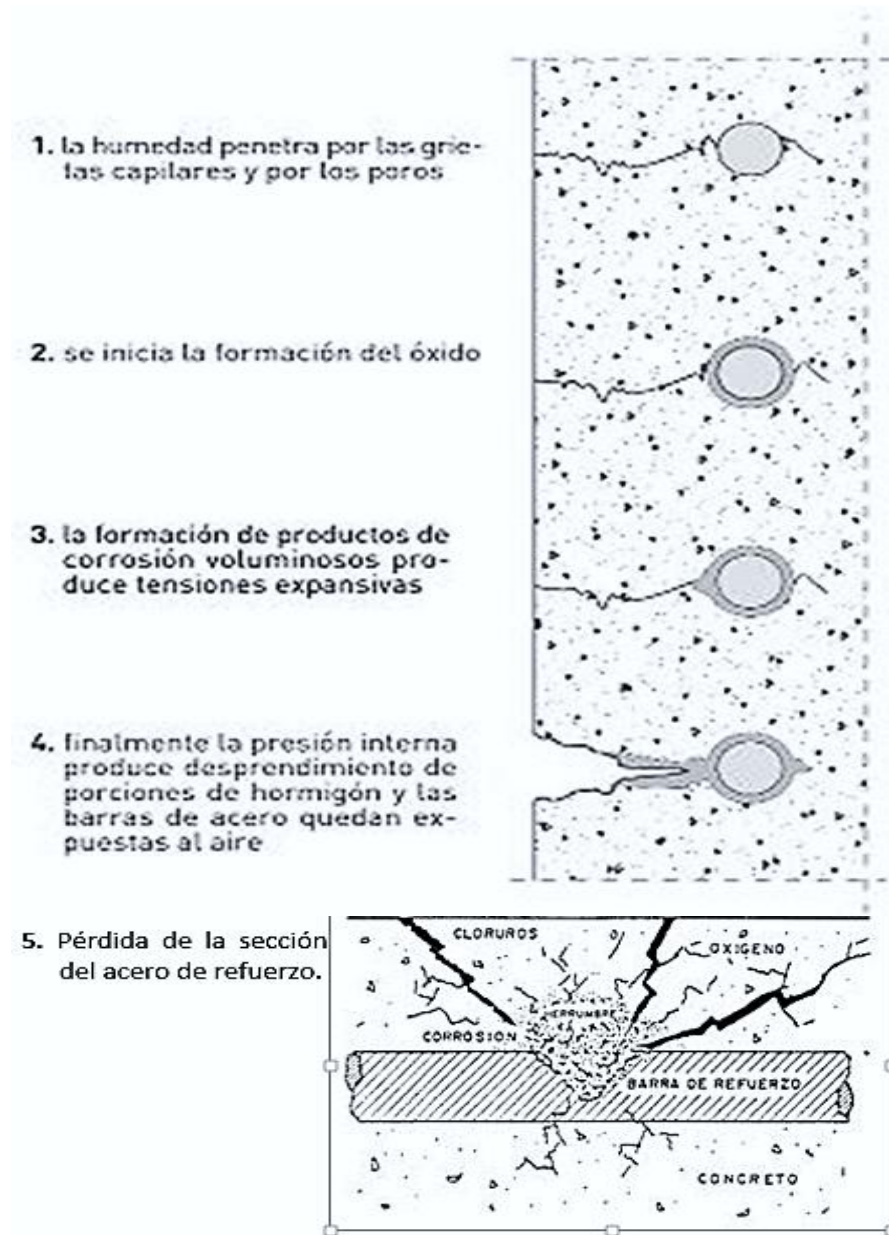 1. la humedad penetra por las grie-
tas capilares y por los poros
2. se inicia la formación del óxido
3. la formación de productos de
corrosión voluminosos pro-
duce tensiones expansivas
4. finalmente la presión interna
produce desprendimiento de
porciones de hormigón y las
barras de acero quedan ex-
puestas al aire
5. Pérdida de la sección
del acero de refuerzo.
CLORUROS
OXIGENO
HERRUMBRE
CORROSION
BARRA DE REFUERZO
CONCRETO